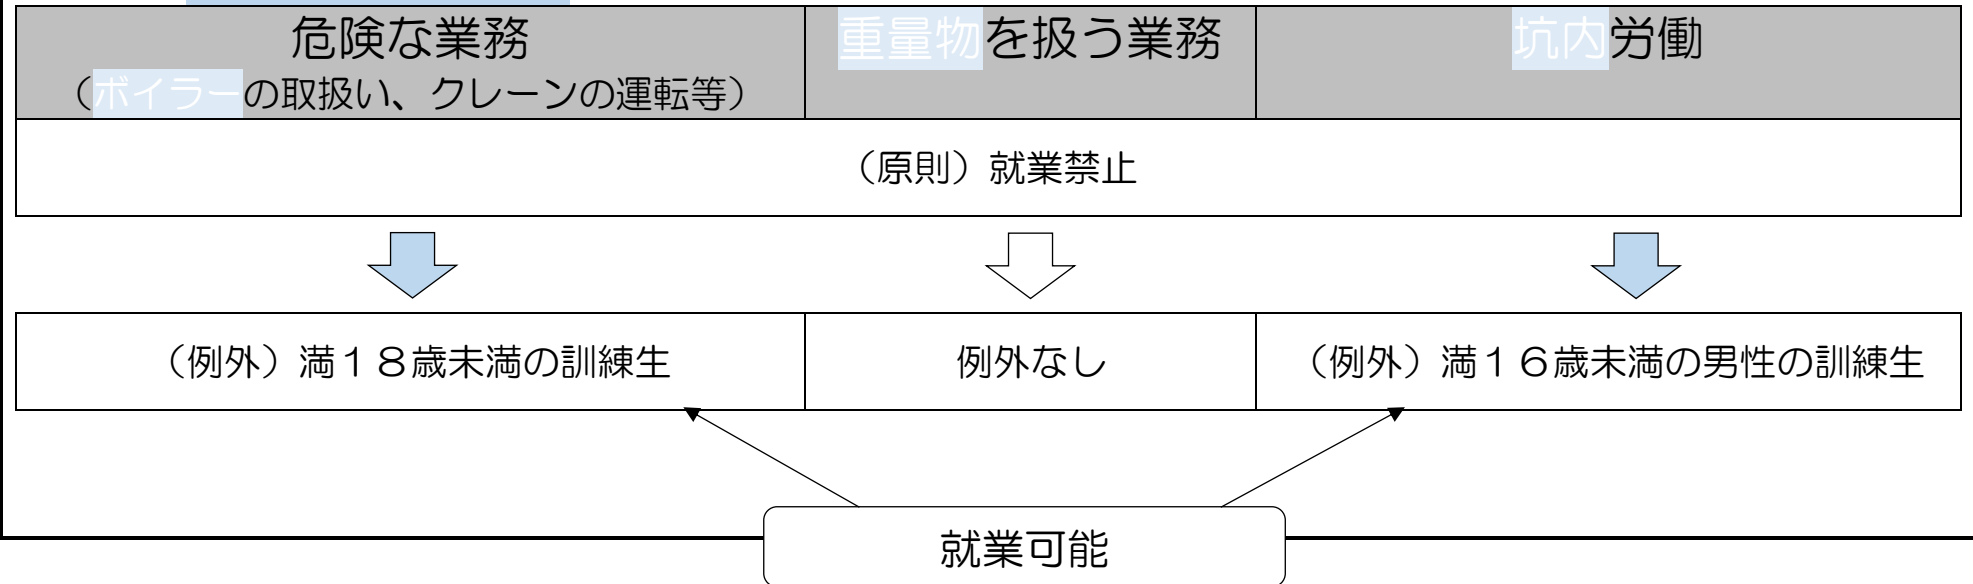 危険な業務
（ボイラーの取扱い、クレーンの運転等）
重量物を扱う業務
坑内労働
（原則）就業禁止
（例外）満１８歳未満の訓練生
例外なし
（例外）満１６歳未満の男性の訓練生
就業可能